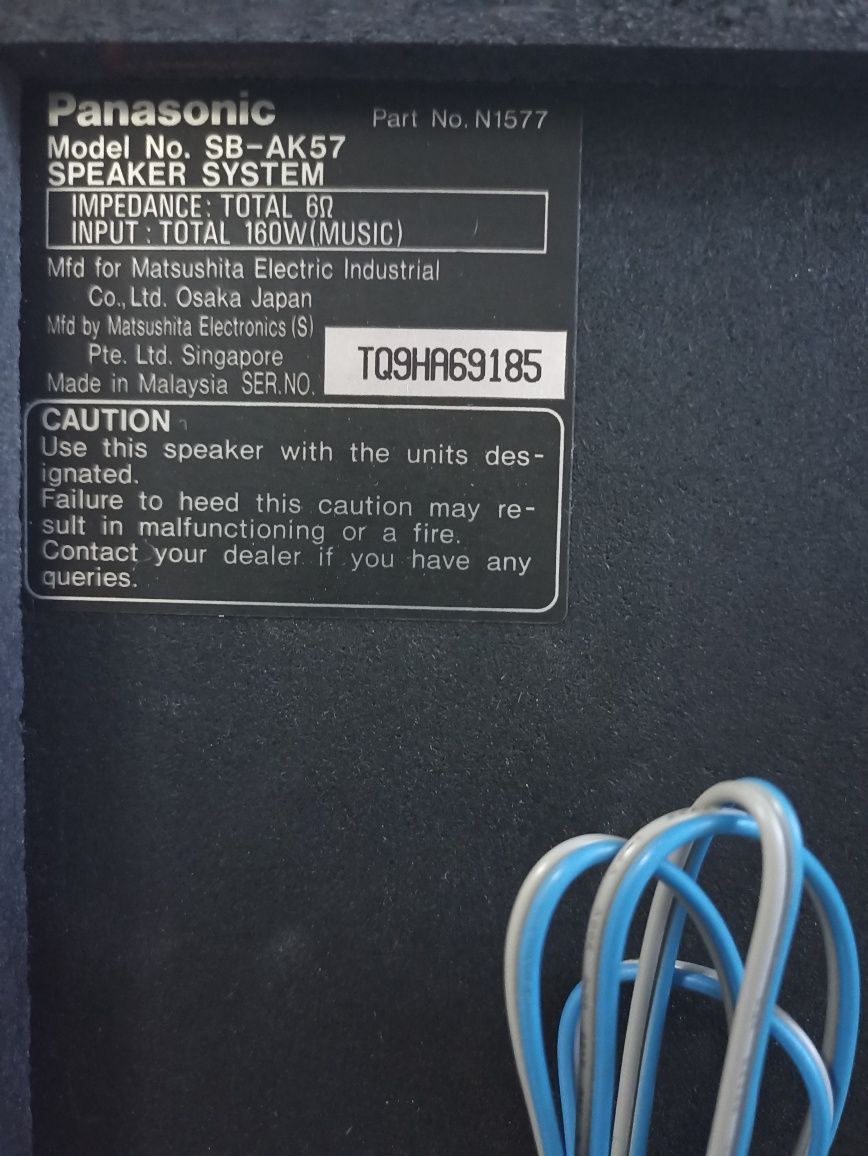 Panasonic Part No. N1577
Model No. SB-AK57
SPEAKER SYSTEM
IMPEDANCE: TOTAL 6Ω
INPUT : TOTAL 160W(MUSIC)
Mfd for Matsushita Electric Industrial
Co.,Ltd. Osaka Japan
Mfd by Matsushita Electronics (S)
Pte. Ltd. Singapore
Made in Malaysia SER.NO. TQ9HA69185
CAUTION
Use this speaker with the units des-
ignated.
Failure to heed this caution may re-
sult in malfunctioning or a fire.
Contact your dealer if you have any
queries.